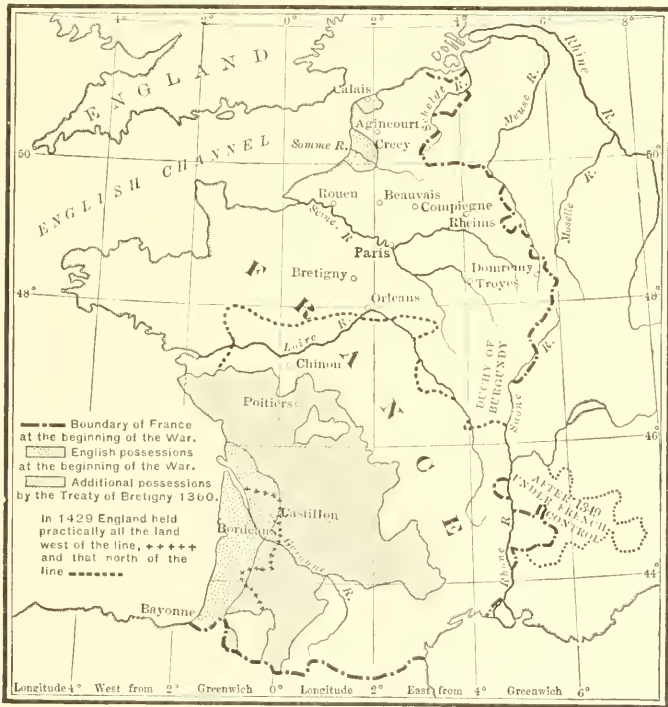 4° 2° 0° 2° 4° 6° 8°
ENGLAND
Rhine
R.
Calais
Scheldt R.
Meuse R.
Agincourt
50° Somme R. Crecy 50°
ENGLISH CHANNEL
Moselle R.
Rouen Beauvais
Compiegne
Seine. R. Rheims
Paris
Bretigny Domremy
Troyes
48° Orleans 48°
FRANCE
Loire R.
Chinon
DUCHY OF
BURGUNDY
Saone R.
Poitiers
Boundary of France
at the beginning of the War.
English possessions
at the beginning of the War.
Additional possessions
by the Treaty of Bretigny 1360.
In 1429 England held
practically all the land
west of the line, +++++
and that north of the
line
46°
AFTER 1349
UNDER FRENCH
CONTROL
Castillon
Bordeau
Garonne R.
Rhone R.
44°
Bayonne
Longitude 4° West from 2° Greenwich 0° Longitude 2° East from 4° Greenwich 6°